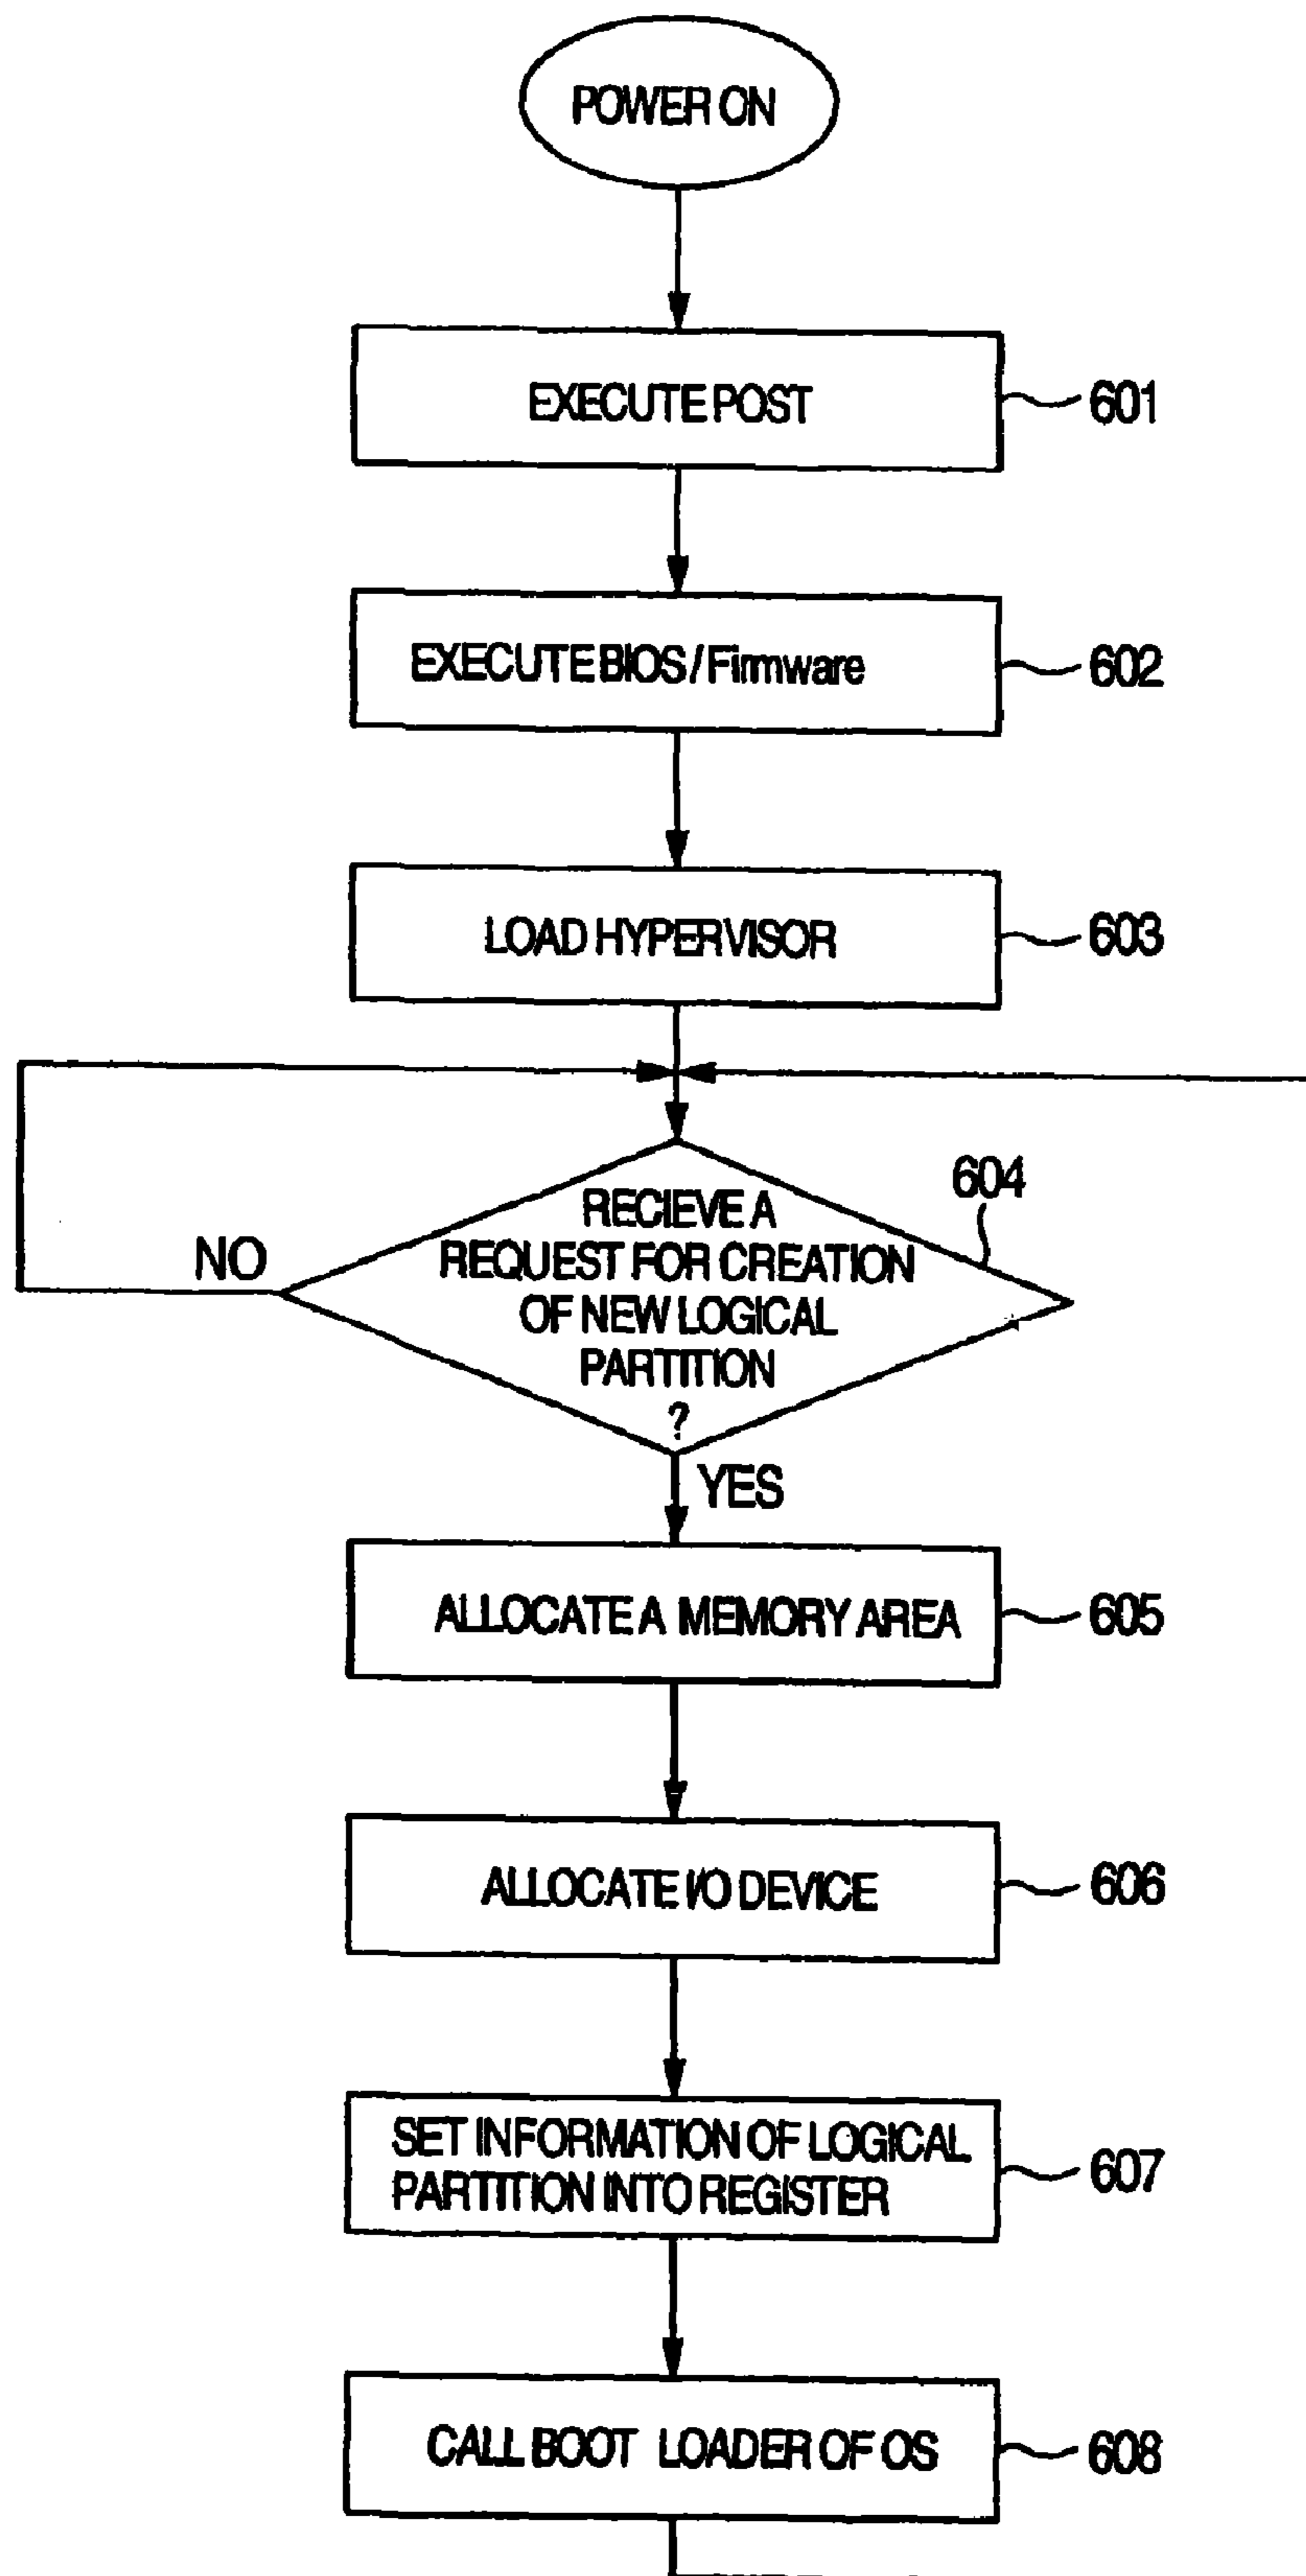 POWER ON
EXECUTE POST
601
EXECUTE BIOS / Firmware
602
LOAD HYPERVISOR
603
604
RECIEVE A
REQUEST FOR CREATION
OF NEW LOGICAL
PARTITION
?
NO
YES
ALLOCATE A MEMORY AREA
605
ALLOCATE I/O DEVICE
606
SET INFORMATION OF LOGICAL
PARTITION INTO REGISTER
607
CALL BOOT LOADER OF OS
608